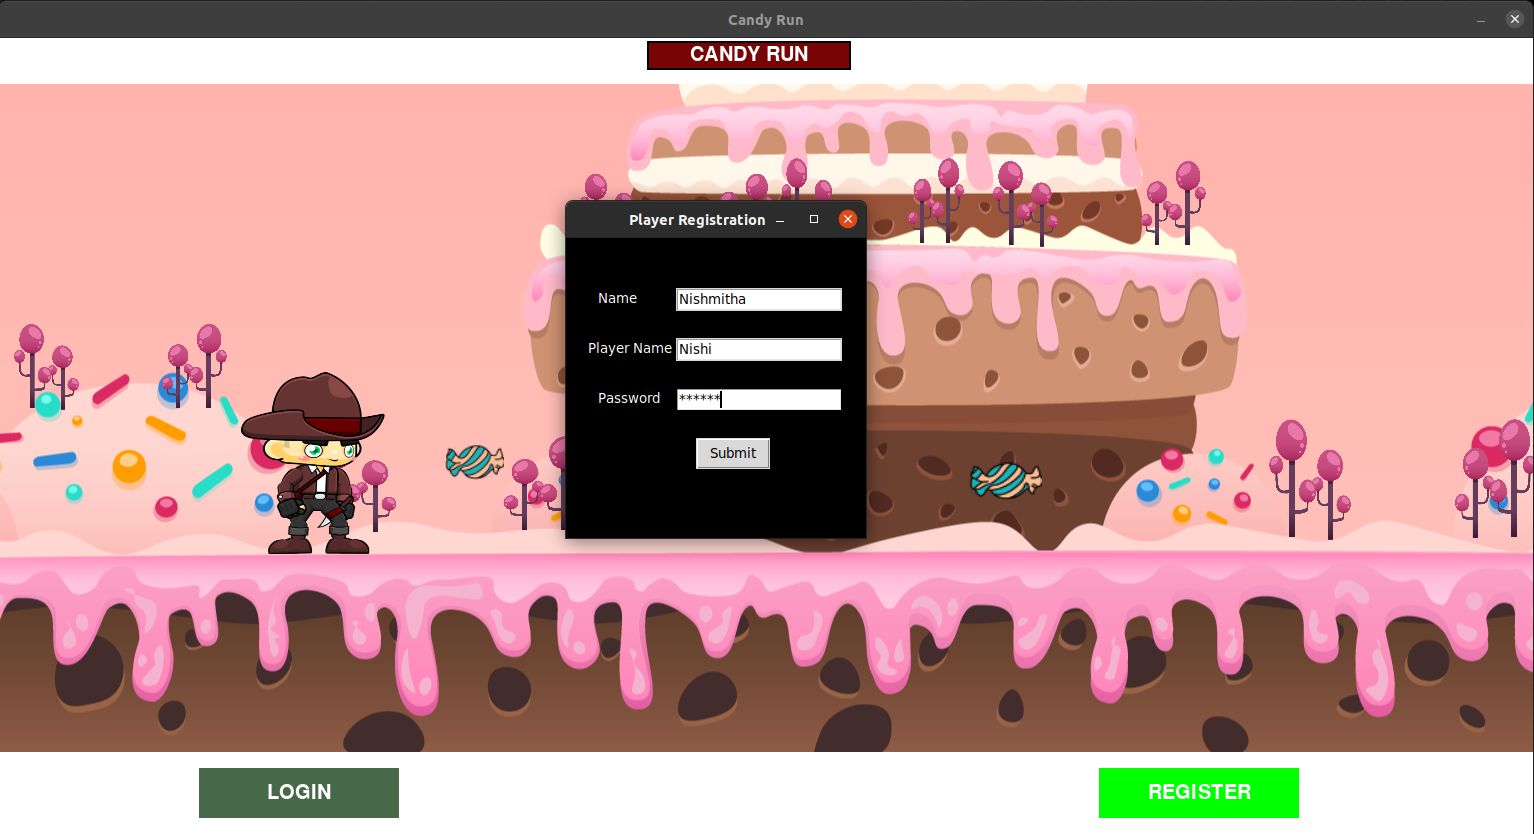 Candy Run
CANDY RUN
Player Registration
Name Nishmitha
Player Name Nishi
Password ******
Submit
LOGIN
REGISTER